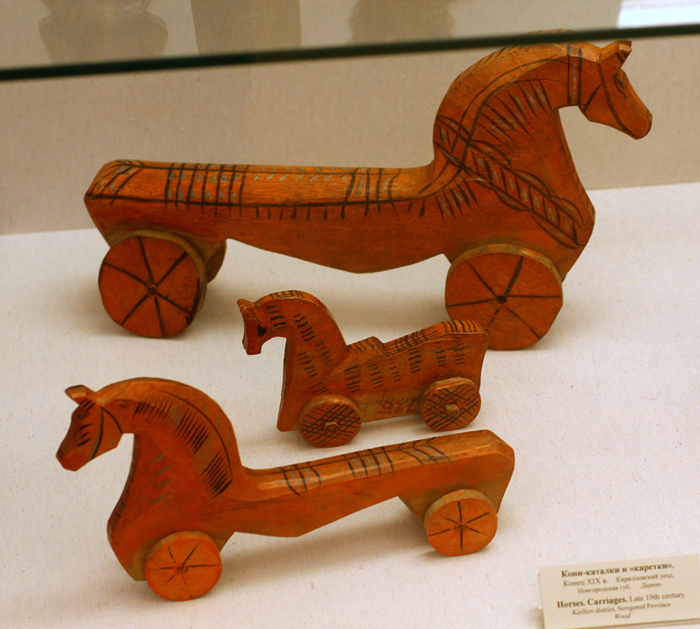 Кони-каталки и «каретки».
Конец XIX в. Кирилловский уезд,
Новгородская губ. Дерево
Horses. Carriages. Late 19th century
Kirillov district, Novgorod Province
Wood